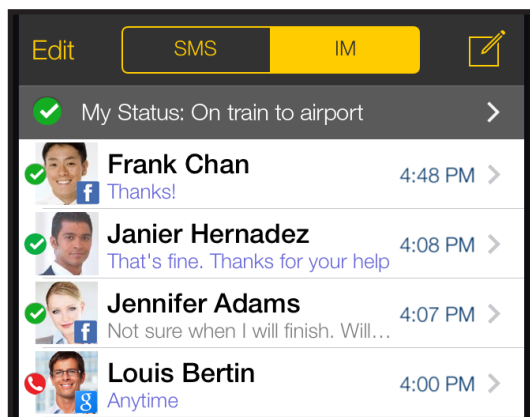 Edit SMS IM
My Status: On train to airport
Frank Chan
4:48 PM
f Thanks!
Janier Hernadez
4:08 PM
That's fine. Thanks for your help
Jennifer Adams
4:07 PM
f Not sure when I will finish. Will...
Louis Bertin
4:00 PM
g Anytime